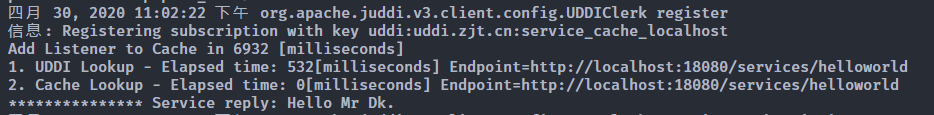 四月 30, 2020 11:02:22 下午 org.apache.juddi.v3.client.config.UDDIClerk register
信息: Registering subscription with key uddi:uddi.zjt.cn:service_cache_localhost
Add Listener to Cache in 6932 [milliseconds]
1. UDDI Lookup - Elapsed time: 532[milliseconds] Endpoint=http://localhost:18080/services/helloworld
2. Cache Lookup - Elapsed time: 0[milliseconds] Endpoint=http://localhost:18080/services/helloworld
*************** Service reply: Hello Mr Dk.